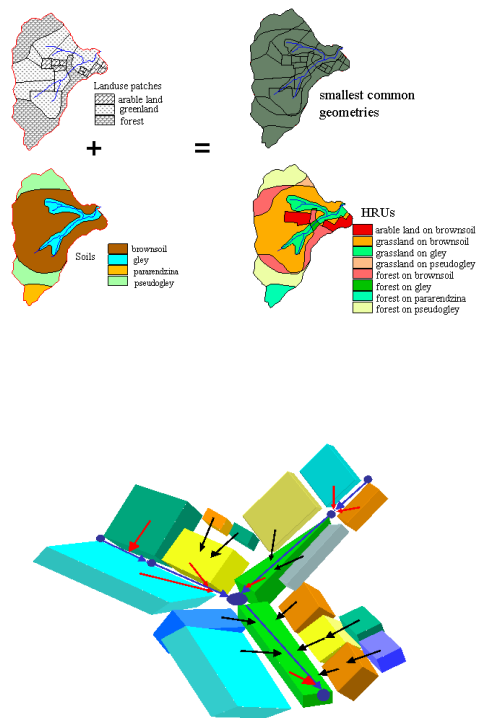 Landuse patches
arable land
greenland
forest
smallest common
geometries
+
=
Soils
brownsoil
gley
pararendzina
pseudogley
HRUs
arable land on brownsoil
grassland on brownsoil
grassland on gley
grassland on pseudogley
forest on brownsoil
forest on gley
forest on pararendzina
forest on pseudogley